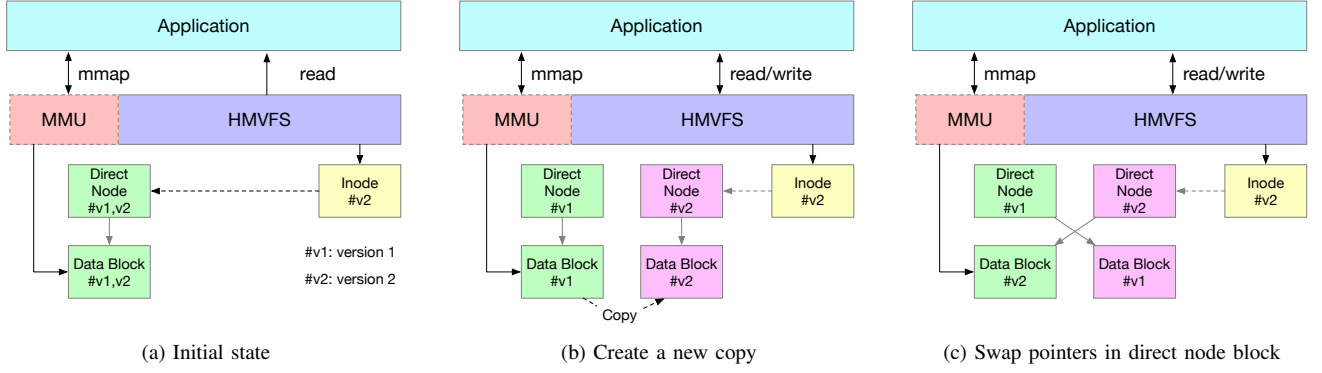 Application
mmap
read
MMU
HMVFS
Direct
Node
#v1,v2
Inode
#v2
Data Block
#v1,v2
#v1: version 1
#v2: version 2
(a) Initial state
Application
mmap
read/write
MMU
HMVFS
Direct
Node
#v1
Direct
Node
#v2
Inode
#v2
Data Block
#v1
Data Block
#v2
Copy
(b) Create a new copy
Application
mmap
read/write
MMU
HMVFS
Direct
Node
#v1
Direct
Node
#v2
Inode
#v2
Data Block
#v2
Data Block
#v1
(c) Swap pointers in direct node block